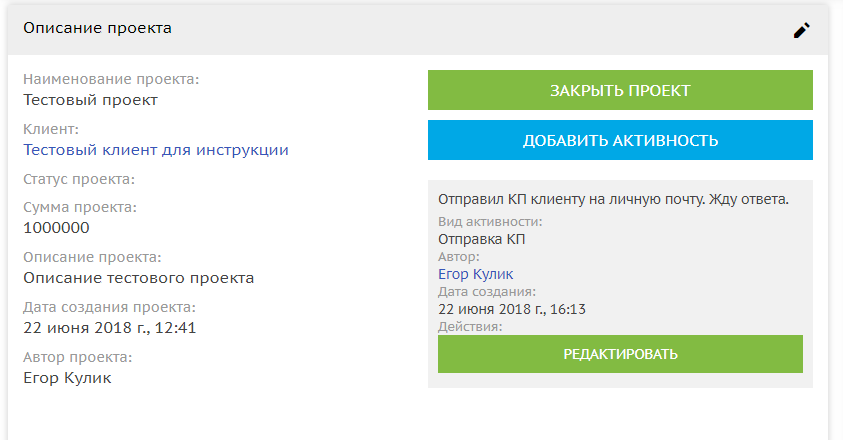 Описание проекта
Наименование проекта:
Тестовый проект
Клиент:
Тестовый клиент для инструкции
Статус проекта:
Сумма проекта:
1000000
Описание проекта:
Описание тестового проекта
Дата создания проекта:
22 июня 2018 г., 12:41
Автор проекта:
Егор Кулик
ЗАКРЫТЬ ПРОЕКТ
ДОБАВИТЬ АКТИВНОСТЬ
Отправил КП клиенту на личную почту. Жду ответа.
Вид активности:
Отправка КП
Автор:
Егор Кулик
Дата создания:
22 июня 2018 г., 16:13
Действия:
РЕДАКТИРОВАТЬ